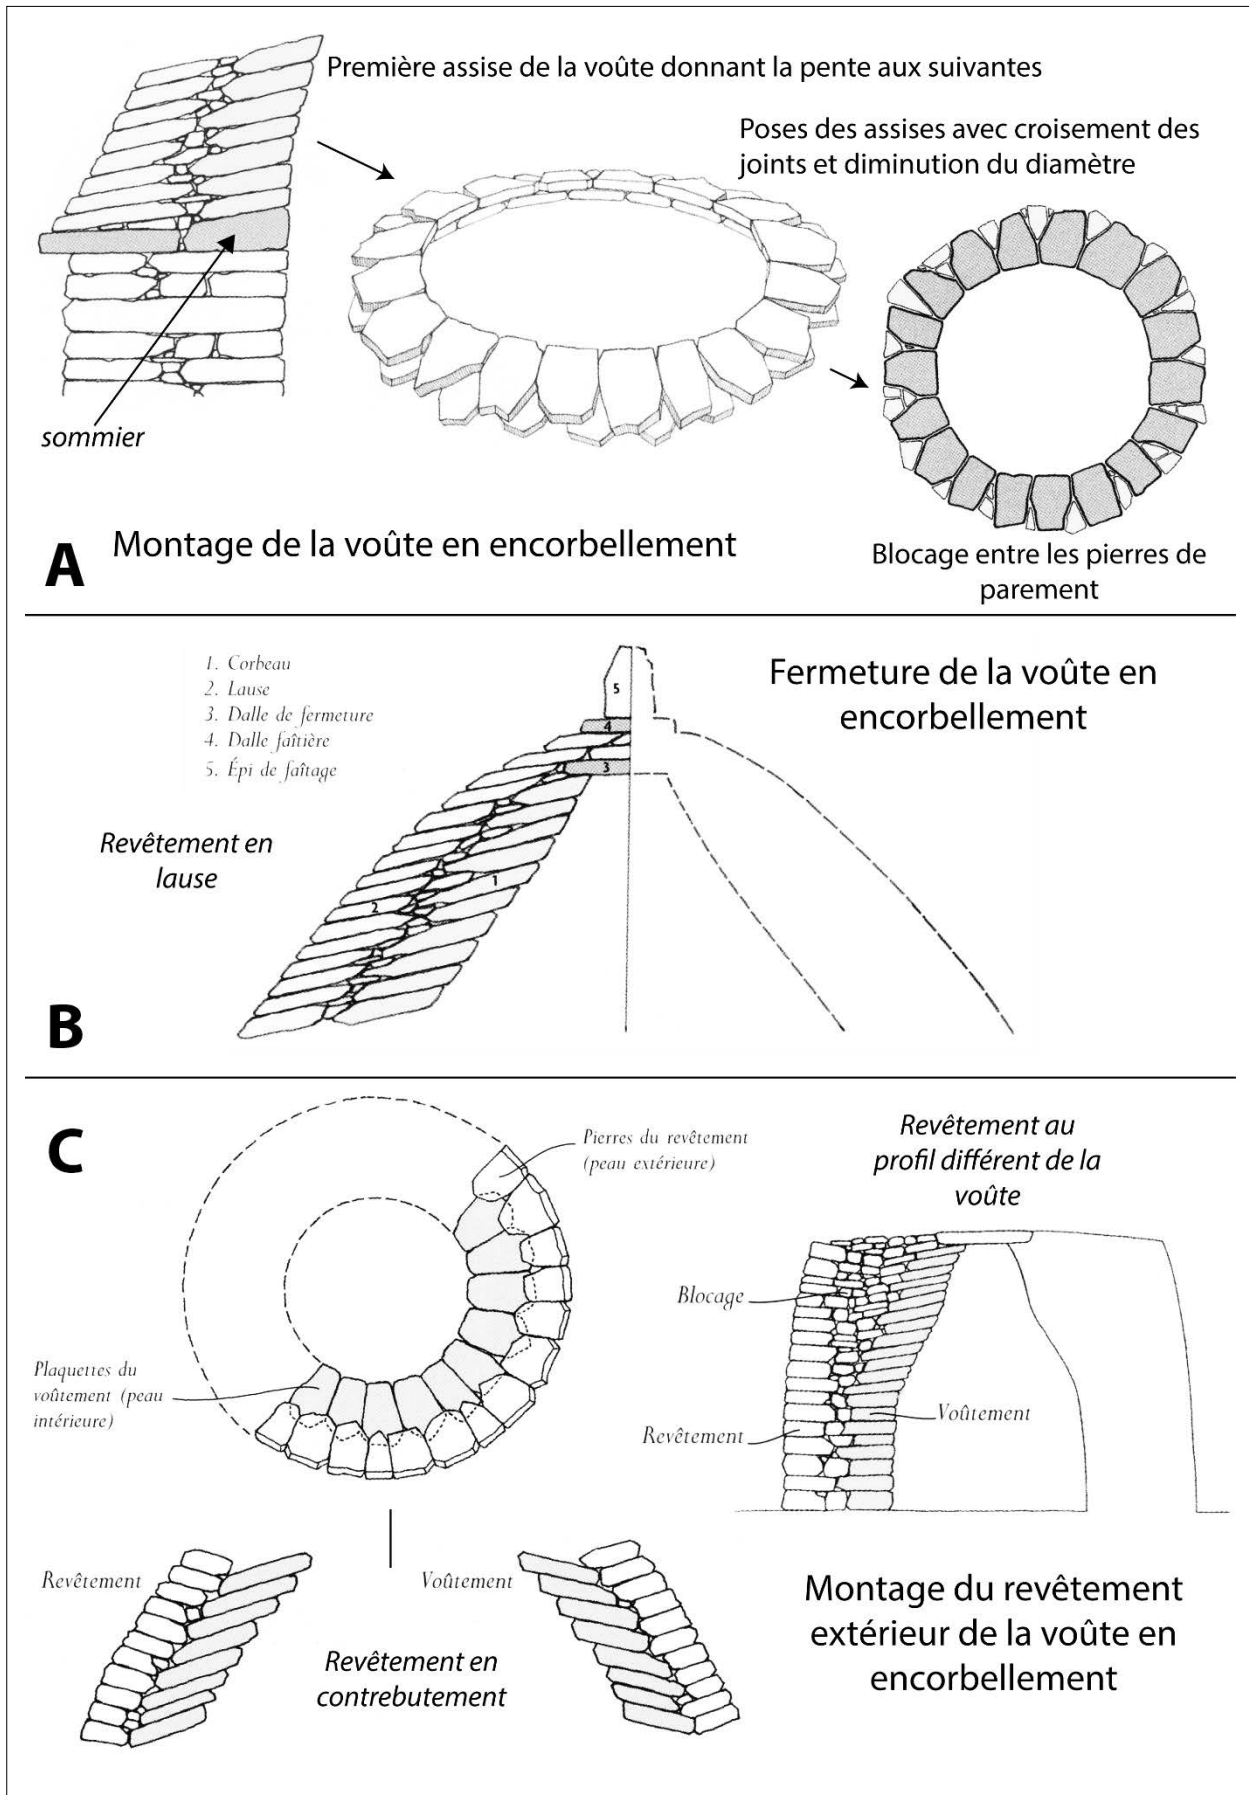 Première assise de la voûte donnant la pente aux suivantes
Poses des assises avec croisement des
joints et diminution du diamètre
sommier
A
Montage de la voûte en encorbellement
Blocage entre les pierres de
parement
1. Corbeau
2. Lause
3. Dalle de fermeture
4. Dalle faîtière
5. Épi de faîtage
Fermeture de la voûte en
encorbellement
5
4
3
1
2
Revêtement en
lause
B
C
Pierres du revêtement
(peau extérieure)
Revêtement au
profil différent de la
voûte
Blocage
Plaquettes du
voûtement (peau
intérieure)
Voûtement
Revêtement
Revêtement
Voûtement
Revêtement en
contrebutement
Montage du revêtement
extérieur de la voûte en
encorbellement